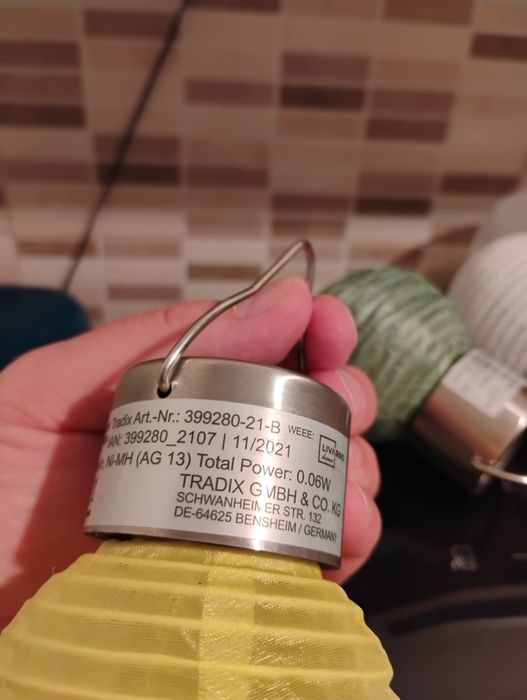 Tradix Art.-Nr.: 399280-21-B WEEE:
IAN: 399280_2107 | 11/2021
LIVARNO
home
Ni-MH (AG 13) Total Power: 0.06W
TRADIX GMBH & CO. KG
SCHWANHEIMER STR. 132
DE-64625 BENSHEIM / GERMANY